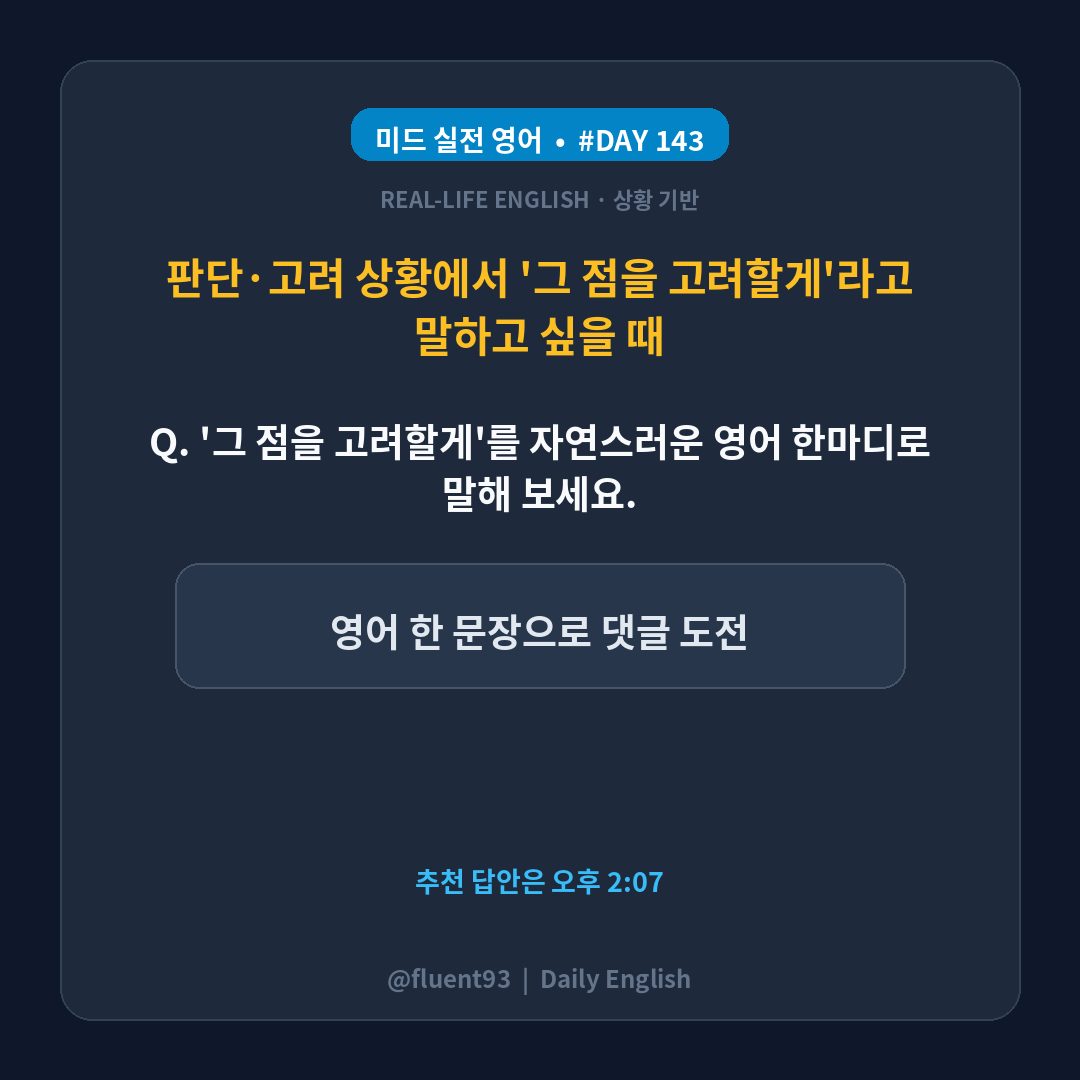 미드 실전 영어 • #DAY 143
REAL-LIFE ENGLISH · 상황 기반
판단·고려 상황에서 '그 점을 고려할게'라고
말하고 싶을 때
Q. '그 점을 고려할게'를 자연스러운 영어 한마디로
말해 보세요.
영어 한 문장으로 댓글 도전
추천 답안은 오후 2:07
@fluent93 | Daily English